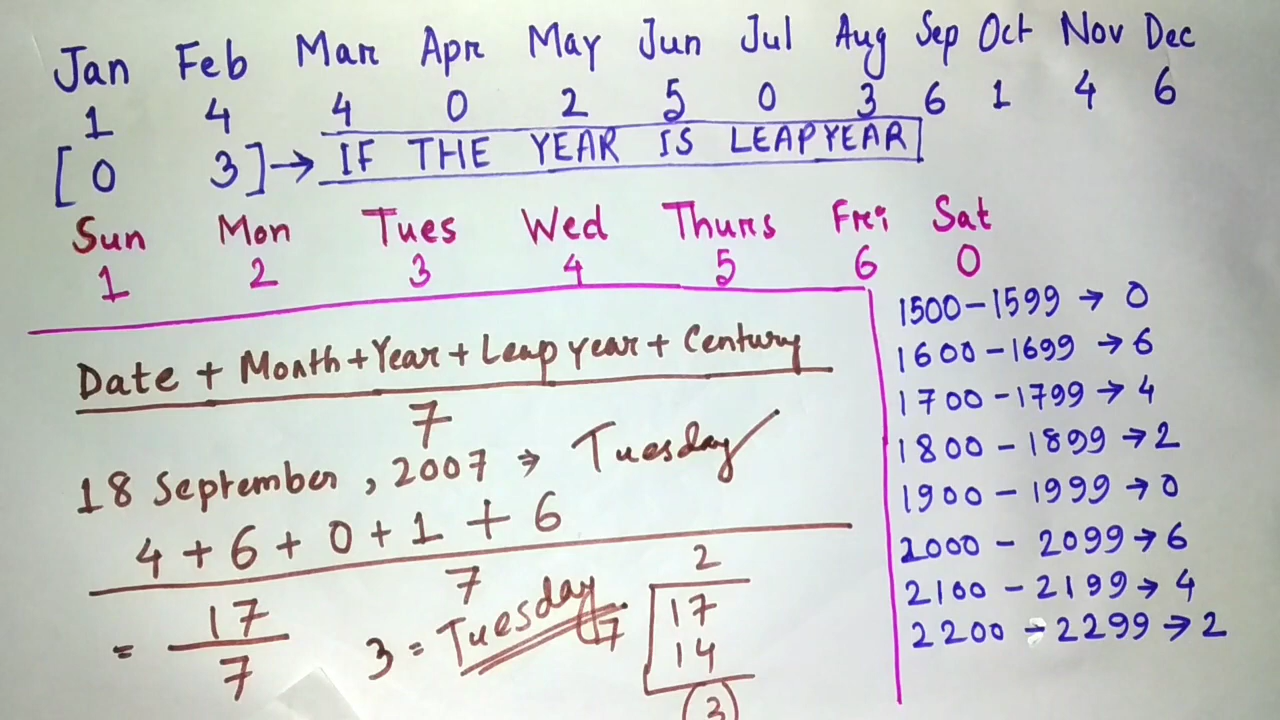 Jan Feb Mar Apr May Jun Jul Aug Sep Oct Nov Dec
1 4 4 0 2 5 0 3 6 1 4 6
[0 3] → IF THE YEAR IS LEAPYEAR
Sun Mon Tues Wed Thurs Fri Sat
1 2 3 4 5 6 0
Date + Month + Year + Leap year + Century
7
18 September, 2007 → Tuesday
4 + 6 + 0 + 1 + 6
7
= 17
7
3 = Tuesday
2
7 17
14
3
1500 - 1599 → 0
1600 - 1699 → 6
1700 - 1799 → 4
1800 - 1899 → 2
1900 - 1999 → 0
2000 - 2099 → 6
2100 - 2199 → 4
2200 - 2299 → 2